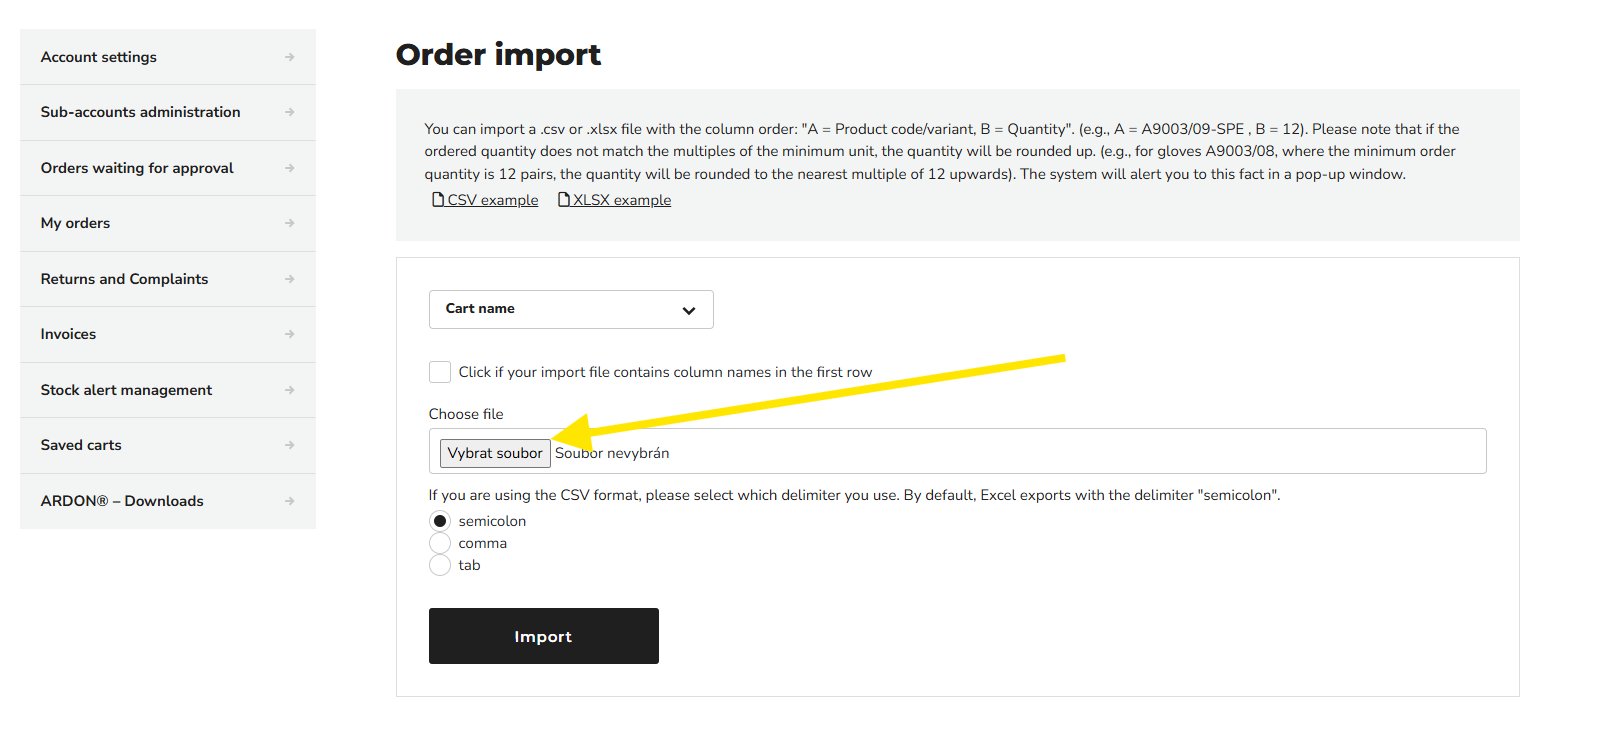 Account settings
Sub-accounts administration
Orders waiting for approval
My orders
Returns and Complaints
Invoices
Stock alert management
Saved carts
ARDON® – Downloads
Order import
You can import a .csv or .xlsx file with the column order: "A = Product code/variant, B = Quantity". (e.g., A = A9003/09-SPE , B = 12). Please note that if the
ordered quantity does not match the multiples of the minimum unit, the quantity will be rounded up. (e.g., for gloves A9003/08, where the minimum order
quantity is 12 pairs, the quantity will be rounded to the nearest multiple of 12 upwards). The system will alert you to this fact in a pop-up window.
CSV example XLSX example
Cart name
Click if your import file contains column names in the first row
Choose file
Vybrat soubor Soubor nevybrán
If you are using the CSV format, please select which delimiter you use. By default, Excel exports with the delimiter "semicolon".
semicolon
comma
tab
Import